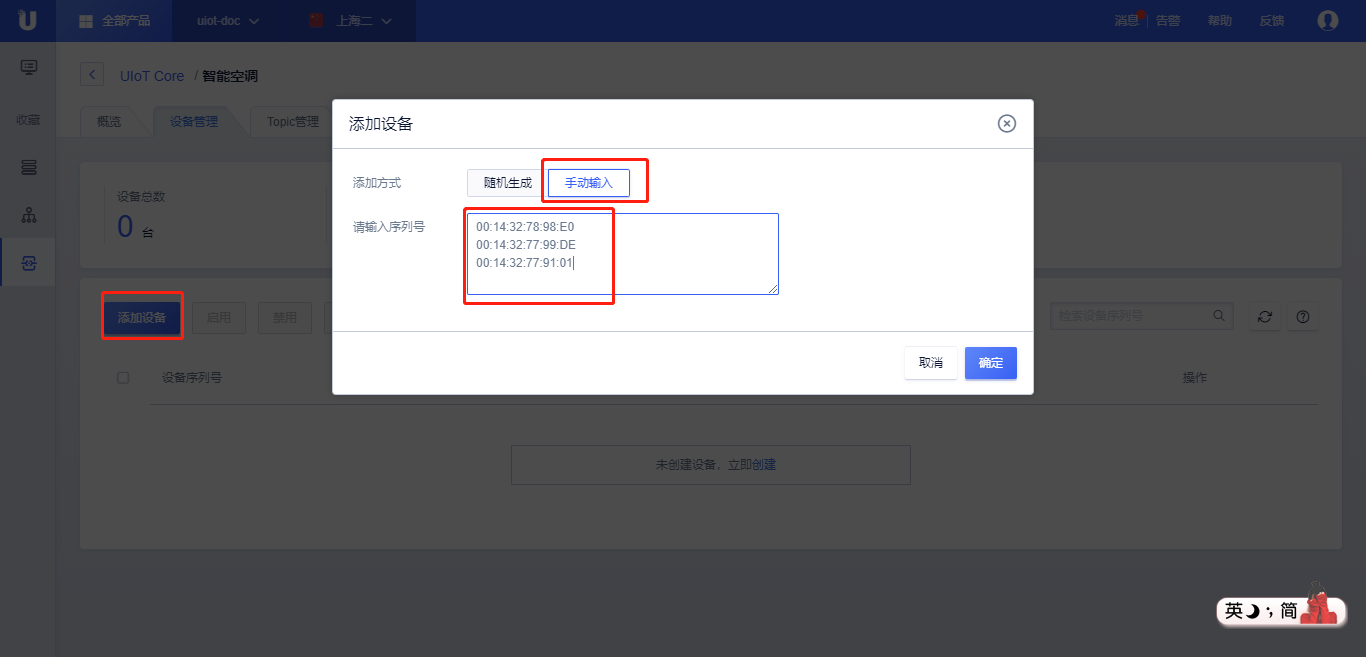 全部产品
uiot-doc
上海二
消息
告警
帮助
反馈
收藏
UIoT Core / 智能空调
概览
设备管理
Topic管理
设备总数
0 台
添加设备
添加方式
随机生成
手动输入
请输入序列号
00:14:32:78:98:E0
00:14:32:77:99:DE
00:14:32:77:91:01
取消
确定
添加设备
启用
禁用
检索设备序列号
设备序列号
操作
未创建设备，立即创建
英 ；简